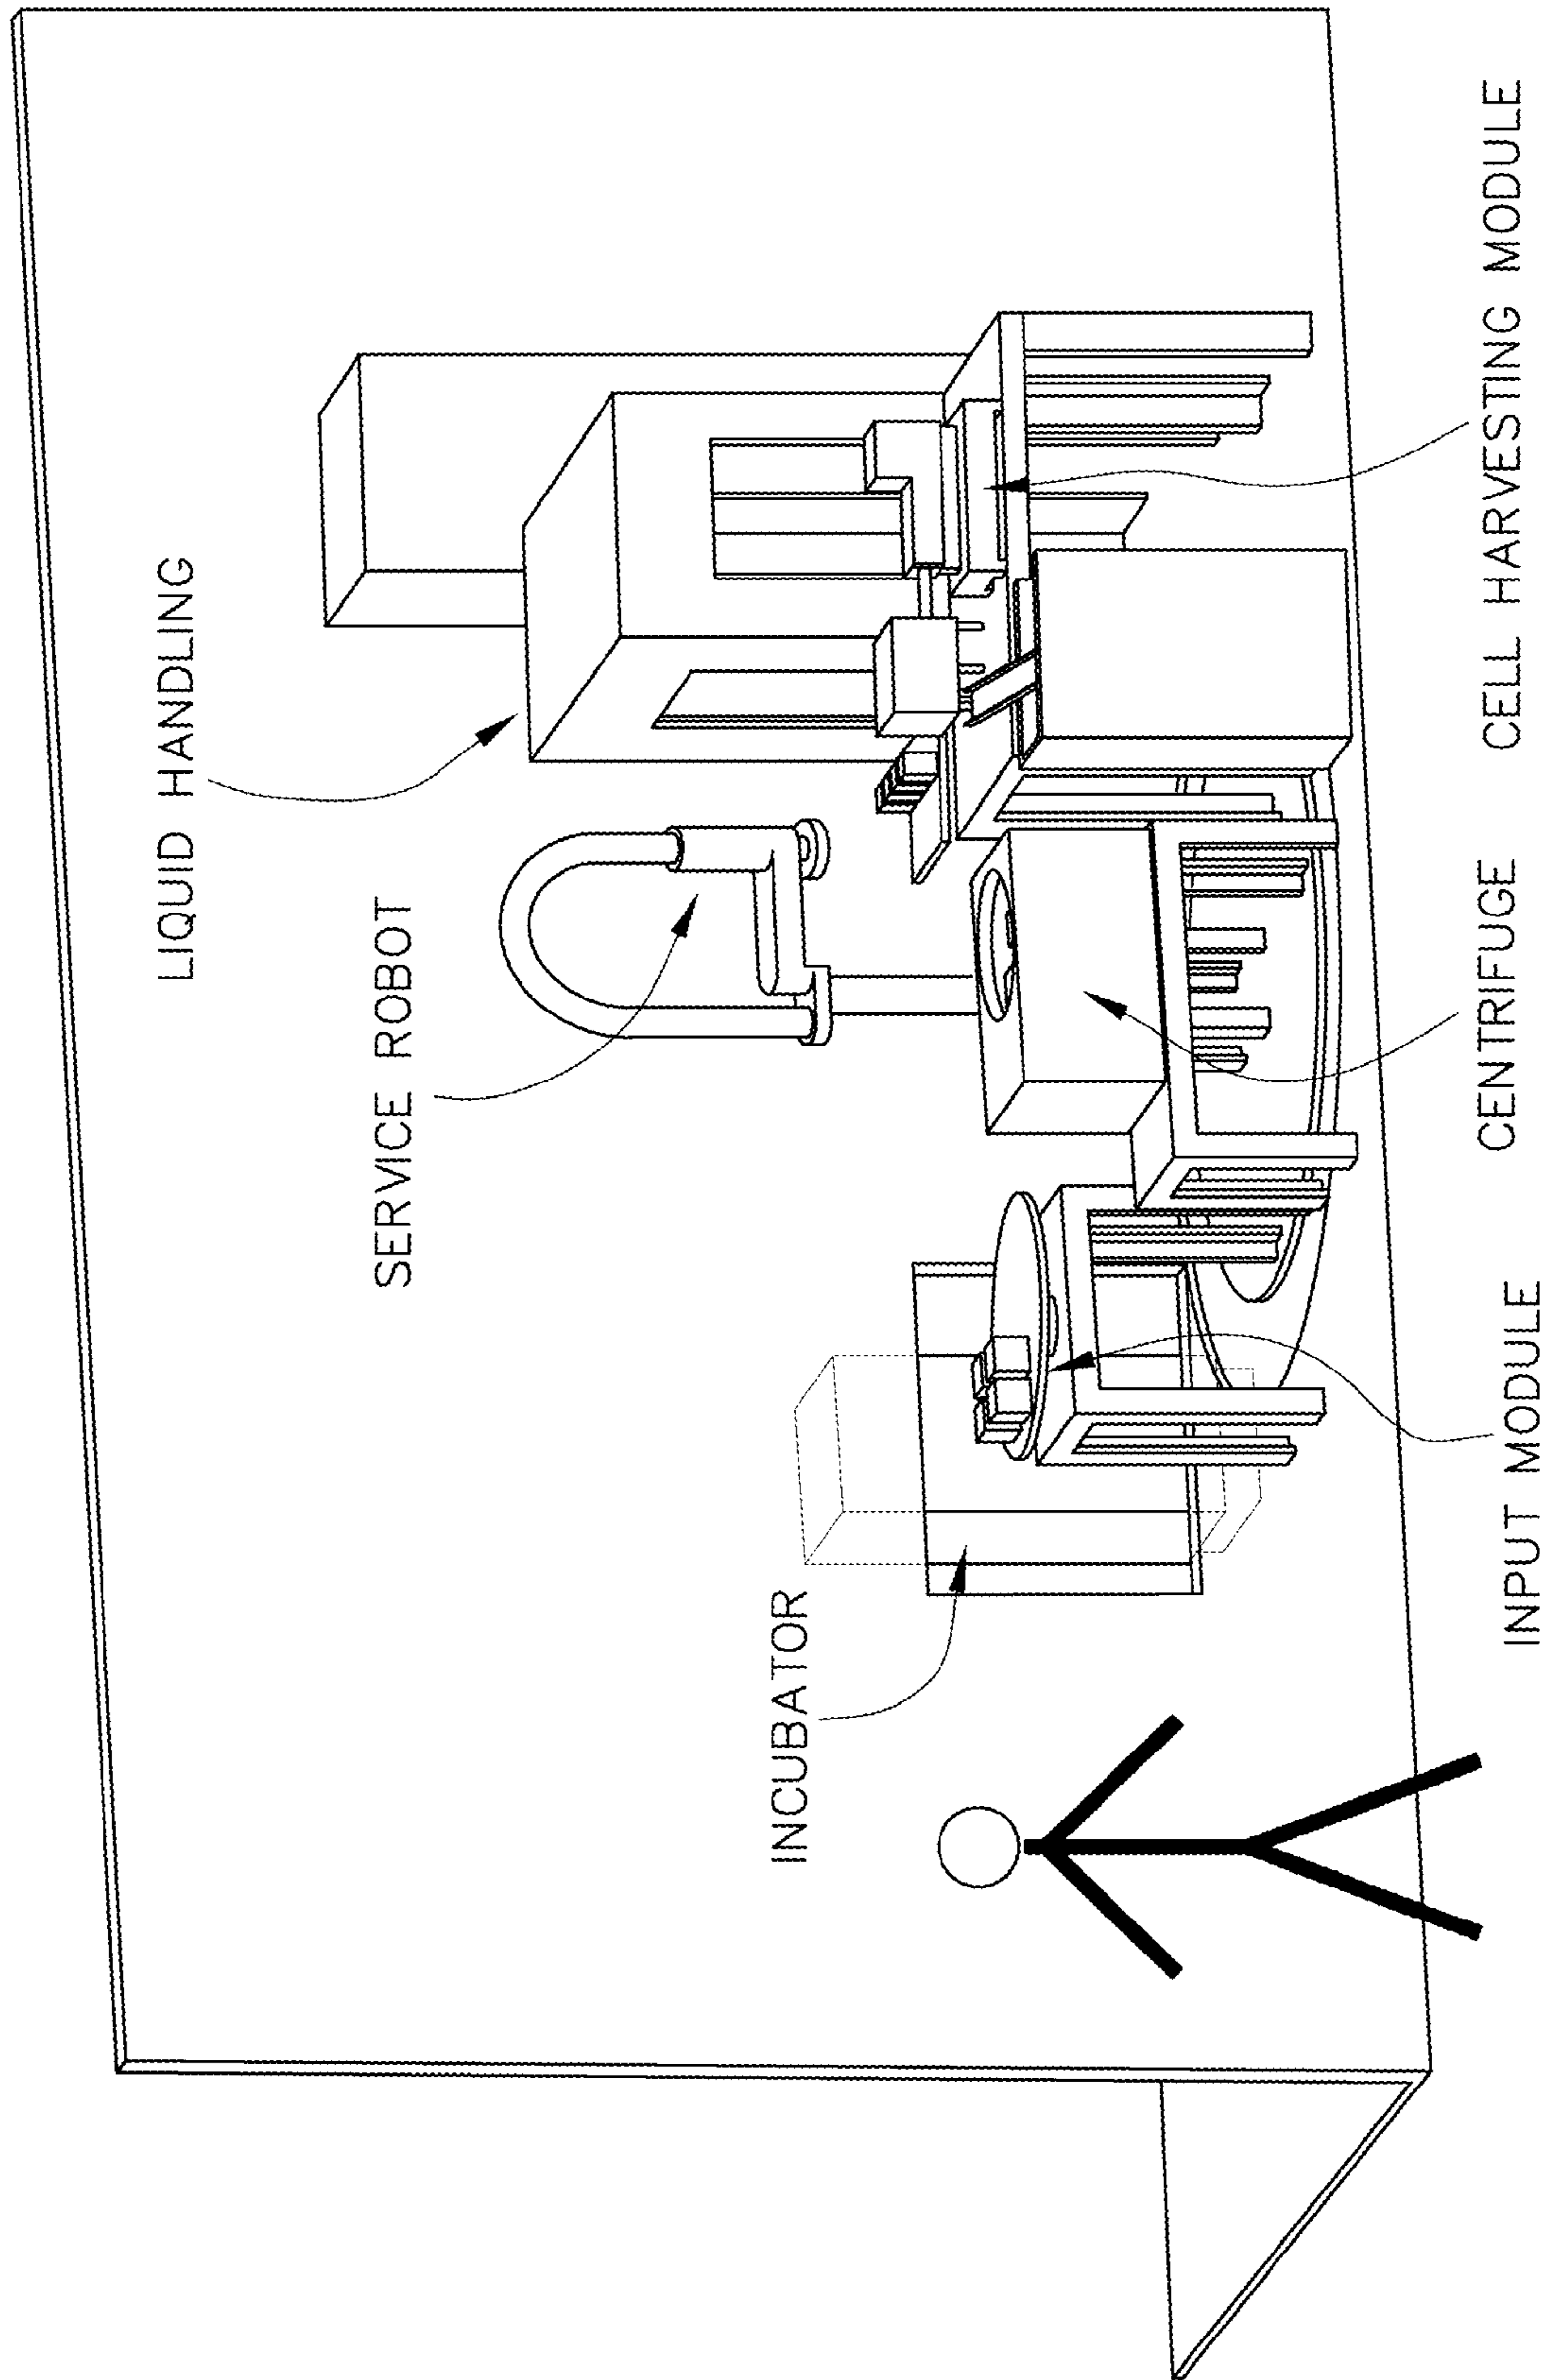 LIQUID HANDLING
SERVICE ROBOT
INCUBATOR
INPUT MODULE
CENTRIFUGE
CELL HARVESTING MODULE